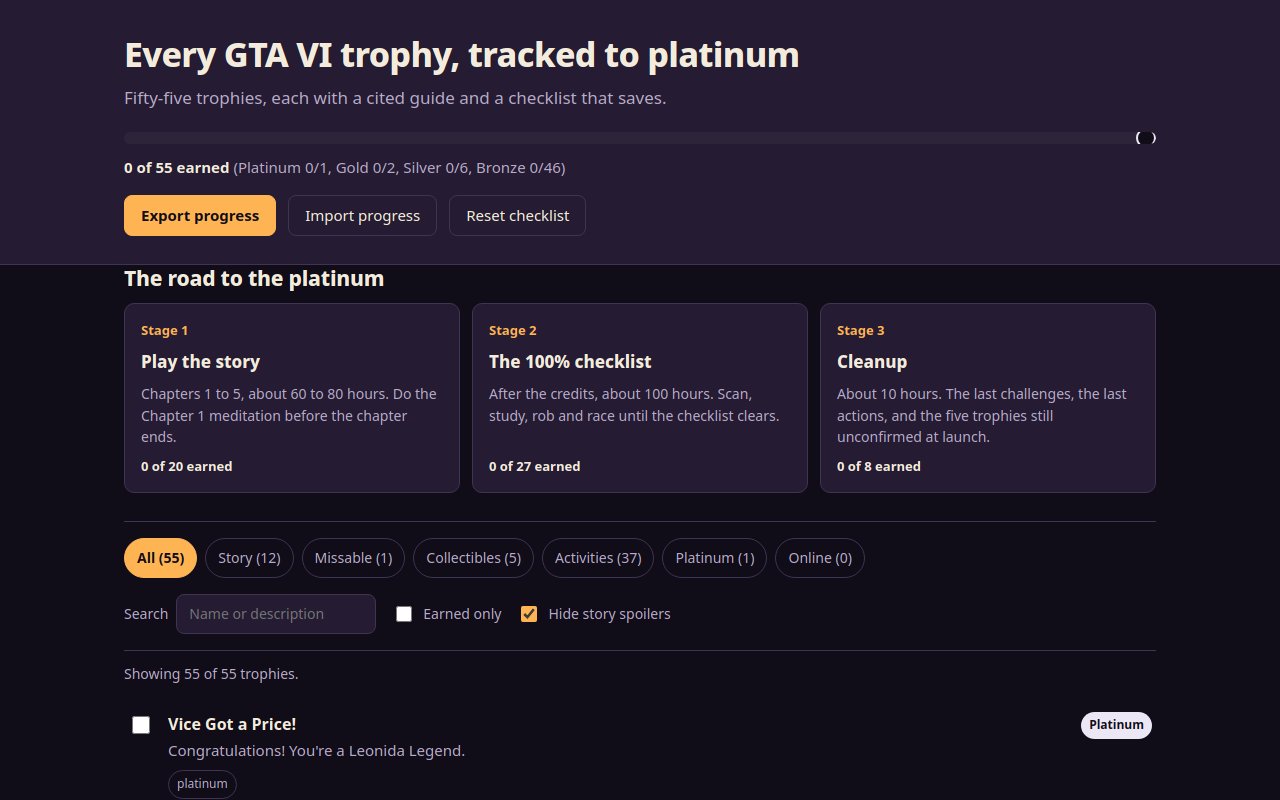 Every GTA VI trophy, tracked to platinum
Fifty-five trophies, each with a cited guide and a checklist that saves.
0 of 55 earned (Platinum 0/1, Gold 0/2, Silver 0/6, Bronze 0/46)
Export progress
Import progress
Reset checklist
The road to the platinum
Stage 1
Play the story
Chapters 1 to 5, about 60 to 80 hours. Do the
Chapter 1 meditation before the chapter
ends.
0 of 20 earned
Stage 2
The 100% checklist
After the credits, about 100 hours. Scan,
study, rob and race until the checklist clears.
0 of 27 earned
Stage 3
Cleanup
About 10 hours. The last challenges, the last
actions, and the five trophies still
unconfirmed at launch.
0 of 8 earned
All (55)
Story (12)
Missable (1)
Collectibles (5)
Activities (37)
Platinum (1)
Online (0)
Search
Name or description
Earned only
Hide story spoilers
Showing 55 of 55 trophies.
Vice Got a Price!
Platinum
Congratulations! You're a Leonida Legend.
platinum